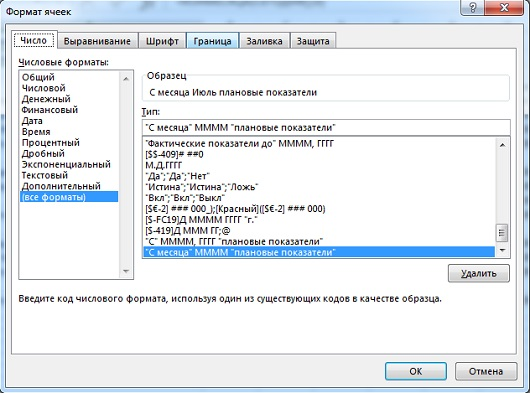 Формат ячеек
Число Выравнивание Шрифт Граница Заливка Защита
Числовые форматы:
Общий
Числовой
Денежный
Финансовый
Дата
Время
Процентный
Дробный
Экспоненциальный
Текстовый
Дополнительный
(все форматы)
Образец
С месяца Июль плановые показатели
Тип:
"С месяца" ММММ "плановые показатели"
"Фактические показатели до" ММММ, ГГГГ
[$$-409]# ##0
М.Д.ГГГГ
"Да";"Да";"Нет"
"Истина";"Истина";"Ложь"
"Вкл";"Вкл";"Выкл"
[$€-2] ### 000_);[Красный]([$€-2] ### 000)
[$-FC19]Д ММММ ГГГГ "г."
[$-419]Д МММ ГГ;@
"С" ММММ, ГГГГ "плановые показатели"
"С месяца" ММММ "плановые показатели"
Удалить
Введите код числового формата, используя один из существующих кодов в качестве образца.
ОК Отмена